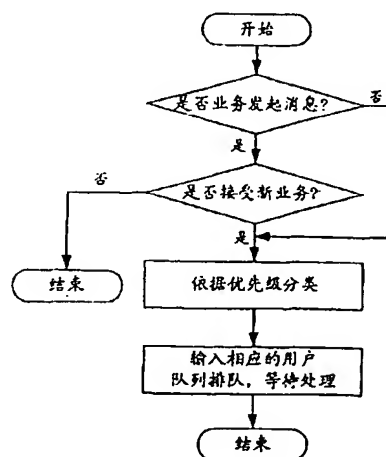 开始
是否业务发起消息?
否
是
否
是否接受新业务?
是
结束
依据优先级分类
输入相应的用户
队列排队，等待处理
结束